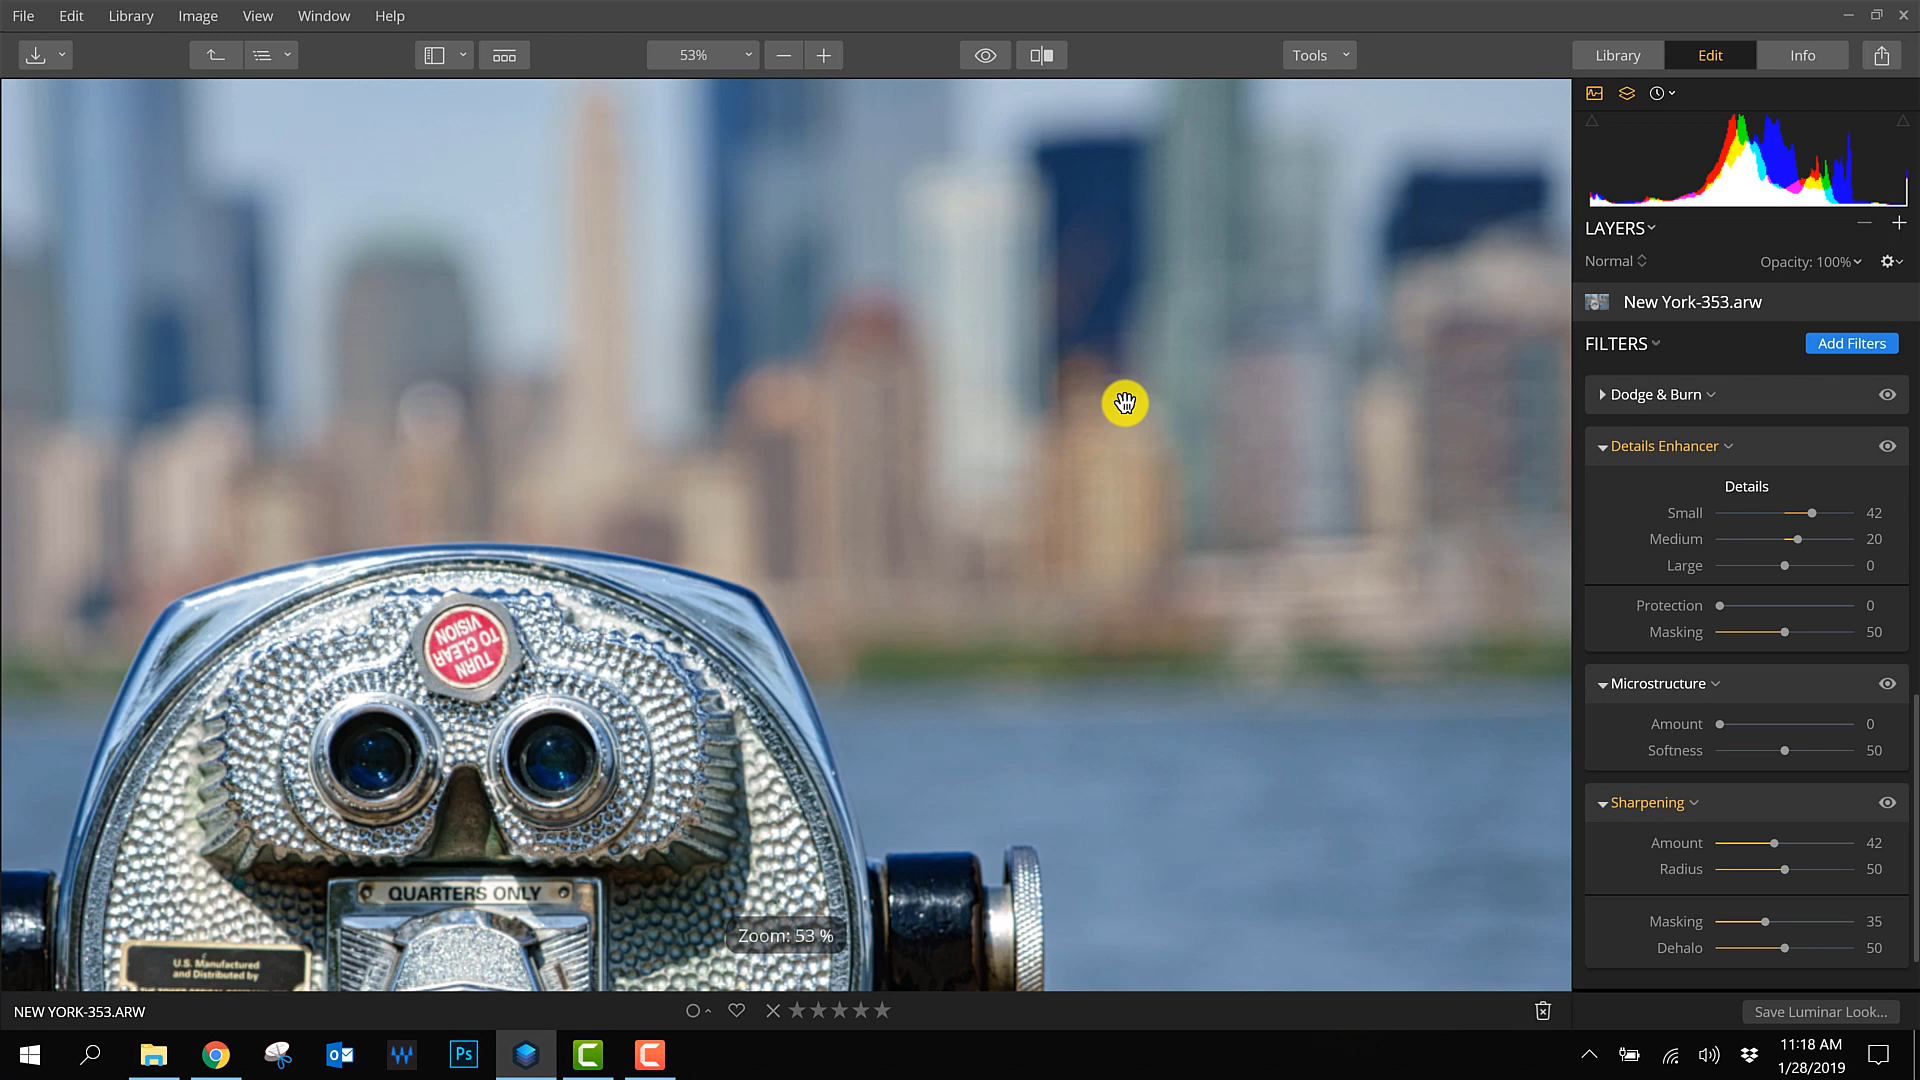 File Edit Library Image View Window Help
53% Tools Library Edit Info
LAYERS
Normal Opacity: 100%
New York-353.arw
FILTERS Add Filters
Dodge & Burn
Details Enhancer
Details
Small 42
Medium 20
Large 0
Protection 0
Masking 50
Microstructure
Amount 0
Softness 50
Sharpening
Amount 42
Radius 50
Masking 35
Dehalo 50
TURN
TO CLEAR
VISION
QUARTERS ONLY
U.S. Manufactured
and Distributed by
Zoom: 53 %
NEW YORK-353.ARW
Save Luminar Look...
Ps
11:18 AM
1/28/2019